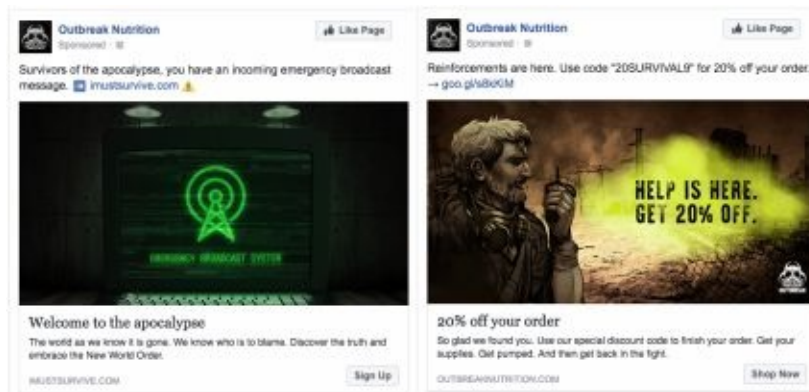 Outbreak Nutrition
Sponsored ·
Like Page
Survivors of the apocalypse, you have an incoming emergency broadcast
message. ➡️ imustsurvive.com ⚠️
EMERGENCY BROADCAST SYSTEM
Welcome to the apocalypse
The world as we know it is gone. We know who is to blame. Discover the truth and
embrace the New World Order.
IMUSTSURVIVE.COM
Sign Up
Outbreak Nutrition
Sponsored ·
Like Page
Reinforcements are here. Use code "20SURVIVAL9" for 20% off your order.
→
HELP IS HERE.
GET 20% OFF.
OUTBREAK
20% off your order
So glad we found you. Use our special discount code to finish your order. Get your
supplies. Get pumped. And then get back in the fight.
OUTBREAKNUTRITION.COM
Shop Now